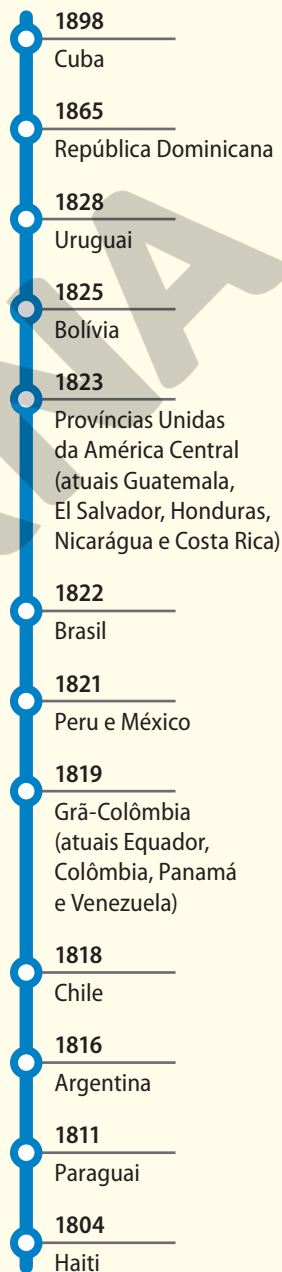 1898
Cuba
1865
República Dominicana
1828
Uruguai
1825
Bolívia
1823
Províncias Unidas
da América Central
(atuais Guatemala,
El Salvador, Honduras,
Nicarágua e Costa Rica)
1822
Brasil
1821
Peru e México
1819
Grã-Colômbia
(atuais Equador,
Colômbia, Panamá
e Venezuela)
1818
Chile
1816
Argentina
1811
Paraguai
1804
Haiti